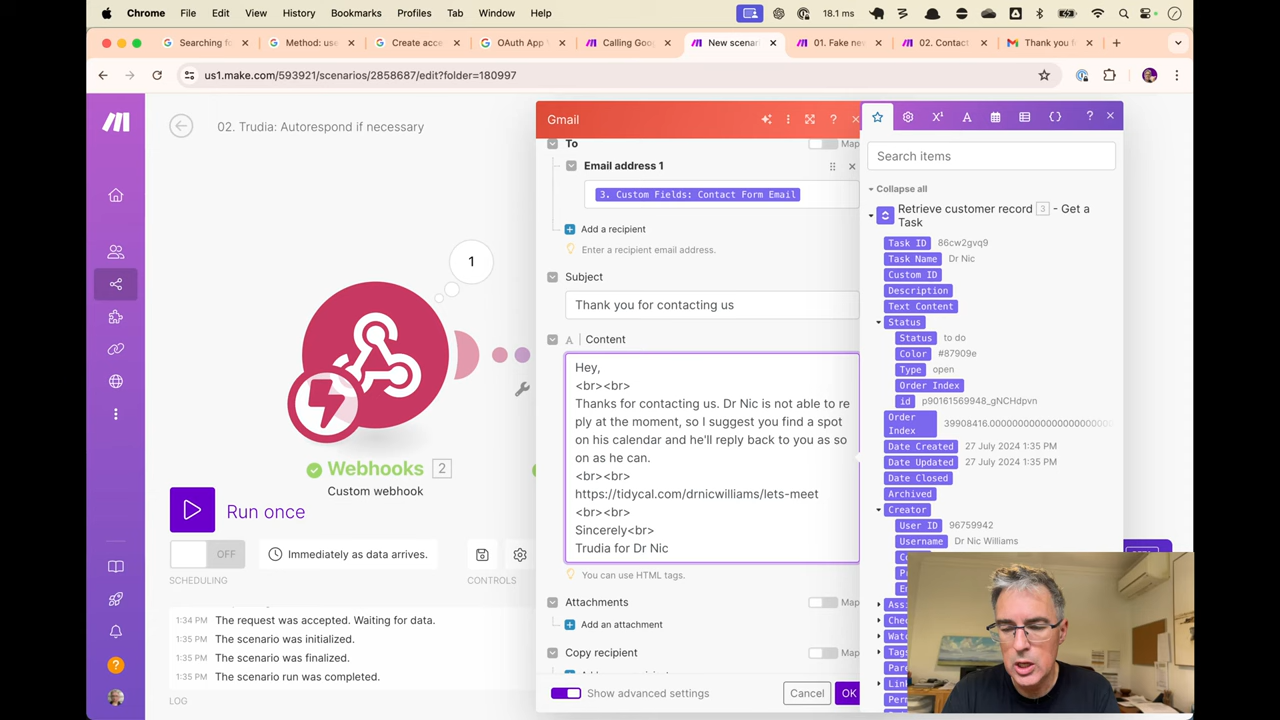 Chrome File Edit View History Bookmarks Profiles Tab Window Help
18.1 ms
Searching fo
Method: use
Create acce
OAuth App V
Calling Goo
New scenari
01. Fake nev
02. Contact
Thank you f
us1.make.com/593921/scenarios/2858687/edit?folder=180997
02. Trudia: Autorespond if necessary
1
Webhooks 2
Custom webhook
Run once
OFF
Immediately as data arrives.
SCHEDULING
CONTROLS
1:34 PM The request was accepted. Waiting for data.
1:35 PM The scenario was initialized.
1:35 PM The scenario was finalized.
1:35 PM The scenario run was completed.
LOG
Gmail
To
Map
Email address 1
3. Custom Fields: Contact Form Email
Add a recipient
Enter a recipient email address.
Subject
Thank you for contacting us
A Content
Hey,
<br><br>
Thanks for contacting us. Dr Nic is not able to re
ply at the moment, so I suggest you find a spot
on his calendar and he'll reply back to you as so
on as he can.
<br><br>
https://tidycal.com/drnicwilliams/lets-meet
<br><br>
Sincerely<br>
Trudia for Dr Nic
You can use HTML tags.
Attachments
Map
Add an attachment
Copy recipient
Map
Show advanced settings
Cancel
OK
Search items
Collapse all
Retrieve customer record 3 - Get a
Task
Task ID 86cw2gvq9
Task Name Dr Nic
Custom ID
Description
Text Content
Status
Status to do
Color #87909e
Type open
Order Index
id p90161569948_gNCHdpvn
Order
Index 39908416.0000000000000000000000
Date Created 27 July 2024 1:35 PM
Date Updated 27 July 2024 1:35 PM
Date Closed
Archived
Creator
User ID 96759942
Username Dr Nic Williams